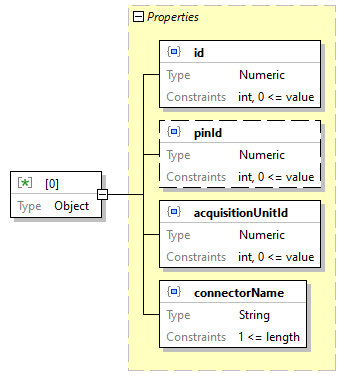 Properties
id
Type Numeric
Constraints int, 0 <= value
pinId
Type Numeric
Constraints int, 0 <= value
[0]
Type Object
acquisitionUnitId
Type Numeric
Constraints int, 0 <= value
connectorName
Type String
Constraints 1 <= length